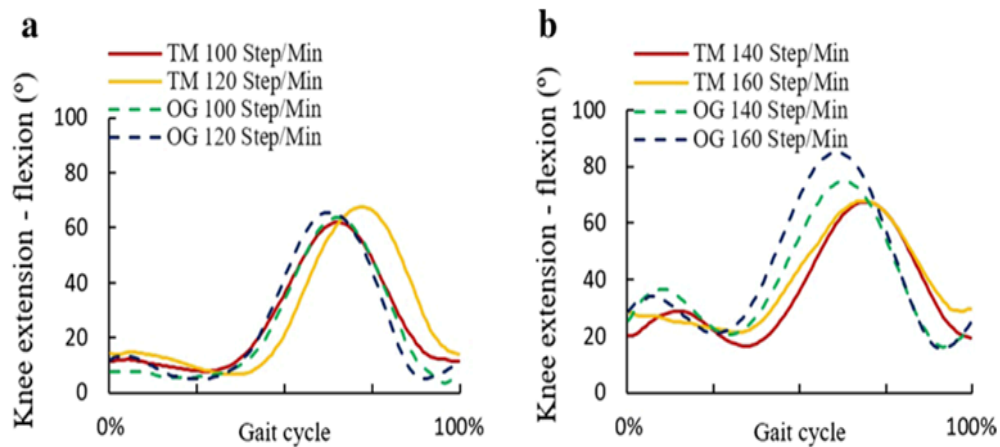 a
TM 100 Step/Min
TM 120 Step/Min
OG 100 Step/Min
OG 120 Step/Min
Knee extension - flexion (°)
100
80
60
40
20
0
0%
Gait cycle
100%
b
TM 140 Step/Min
TM 160 Step/Min
OG 140 Step/Min
OG 160 Step/Min
Knee extension - flexion (°)
100
80
60
40
20
0
0%
Gait cycle
100%